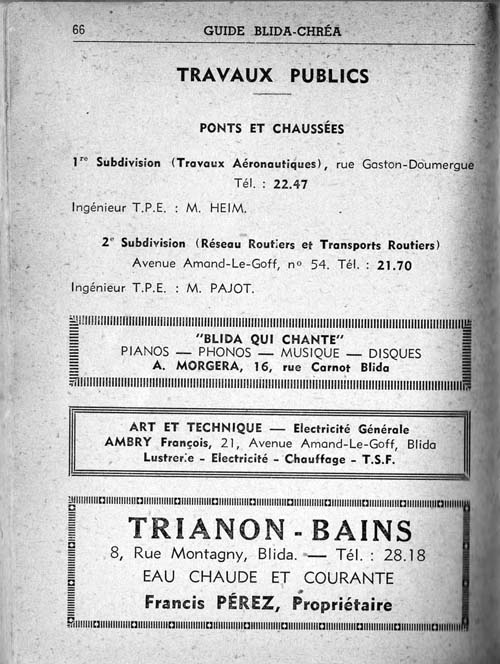 66
GUIDE BLIDA-CHRÉA
TRAVAUX PUBLICS
PONTS ET CHAUSSÉES
1re Subdivision (Travaux Aéronautiques), rue Gaston-Doumergue
Tél. : 22.47
Ingénieur T.P.E. : M. HEIM.
2e Subdivision (Réseau Routiers et Transports Routiers)
Avenue Amand-Le-Goff, no 54. Tél. : 21.70
Ingénieur T.P.E. : M. PAJOT.
"BLIDA QUI CHANTE"
PIANOS — PHONOS — MUSIQUE — DISQUES
A. MORGERA, 16, rue Carnot Blida
ART ET TECHNIQUE — Electricité Générale
AMBRY François, 21, Avenue Amand-Le-Goff, Blida
Lustrerie - Electricité - Chauffage - T.S.F.
TRIANON - BAINS
8, Rue Montagny, Blida. — Tél. : 28.18
EAU CHAUDE ET COURANTE
Francis PÉREZ, Propriétaire